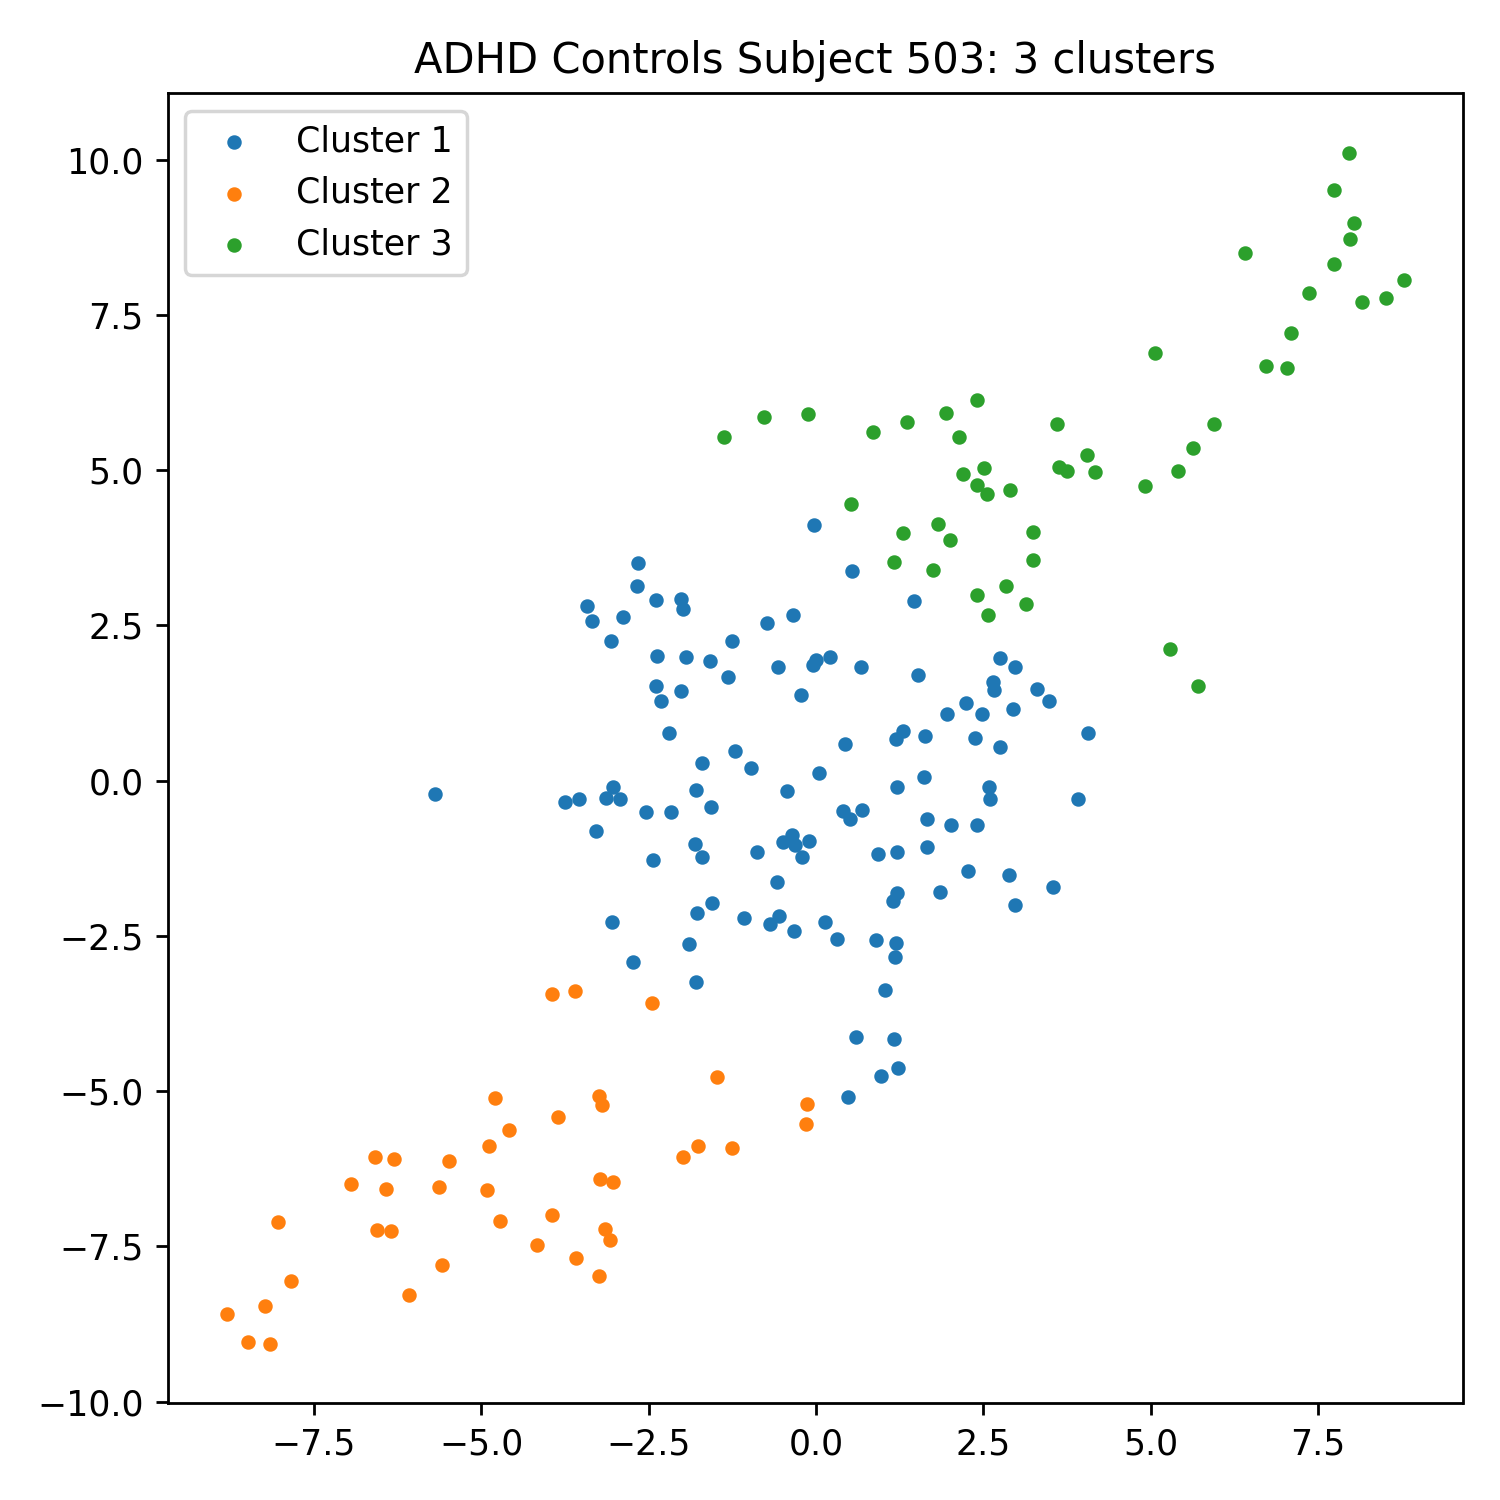 ADHD Controls Subject 503: 3 clusters
Cluster 1
Cluster 2
Cluster 3
10.0
7.5
5.0
2.5
0.0
−2.5
−5.0
−7.5
−10.0
−7.5 −5.0 −2.5 0.0 2.5 5.0 7.5